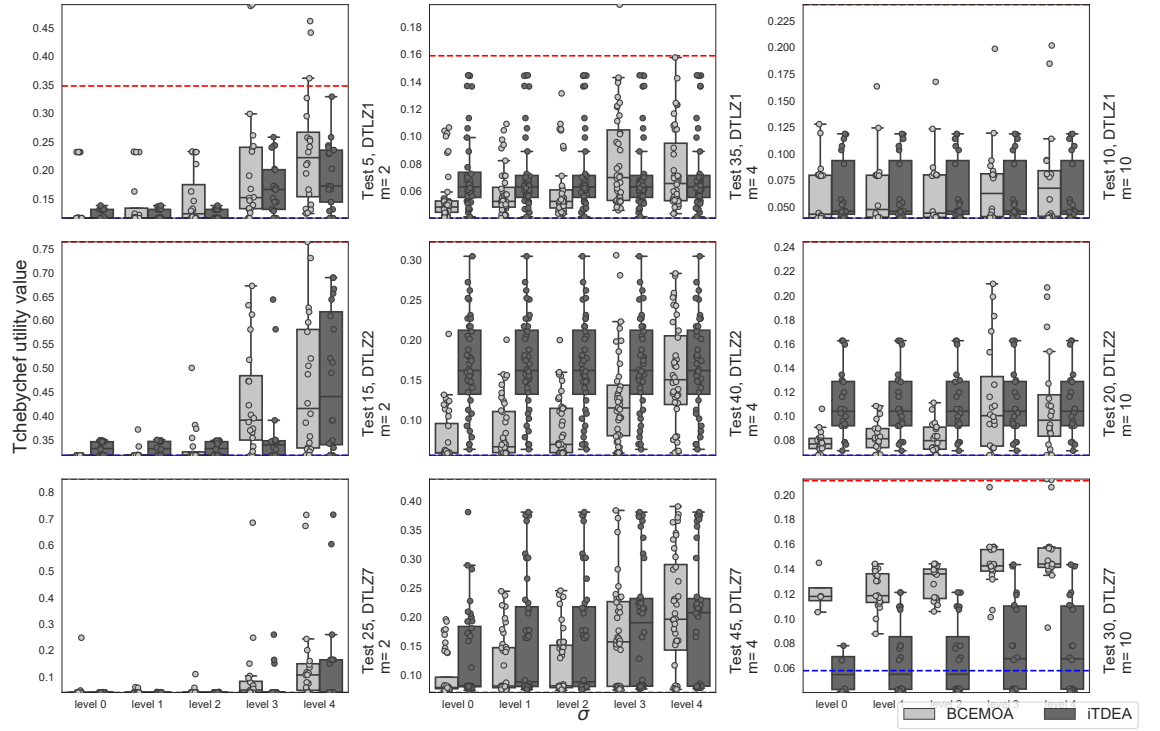 Tchebychef utility value
0.45
0.40
0.35
0.30
0.25
0.20
0.15
Test 5, DTLZ1
m= 2
0.18
0.16
0.14
0.12
0.10
0.08
0.06
Test 35, DTLZ1
m= 4
0.225
0.200
0.175
0.150
0.125
0.100
0.075
0.050
Test 10, DTLZ1
m= 10
0.75
0.70
0.65
0.60
0.55
0.50
0.45
0.40
0.35
Test 15, DTLZ2
m= 2
0.30
0.25
0.20
0.15
0.10
Test 40, DTLZ2
m= 4
0.24
0.22
0.20
0.18
0.16
0.14
0.12
0.10
0.08
Test 20, DTLZ2
m= 10
0.8
0.7
0.6
0.5
0.4
0.3
0.2
0.1
Test 25, DTLZ7
m= 2
level 0 level 1 level 2 level 3 level 4
0.40
0.35
0.30
0.25
0.20
0.15
0.10
Test 45, DTLZ7
m= 4
level 0 level 1 level 2 level 3 level 4
0.20
0.18
0.16
0.14
0.12
0.10
0.08
0.06
Test 30, DTLZ7
m= 10
level 0 level 1 level 2 level 3 level 4
σ
BCEMOA iTDEA